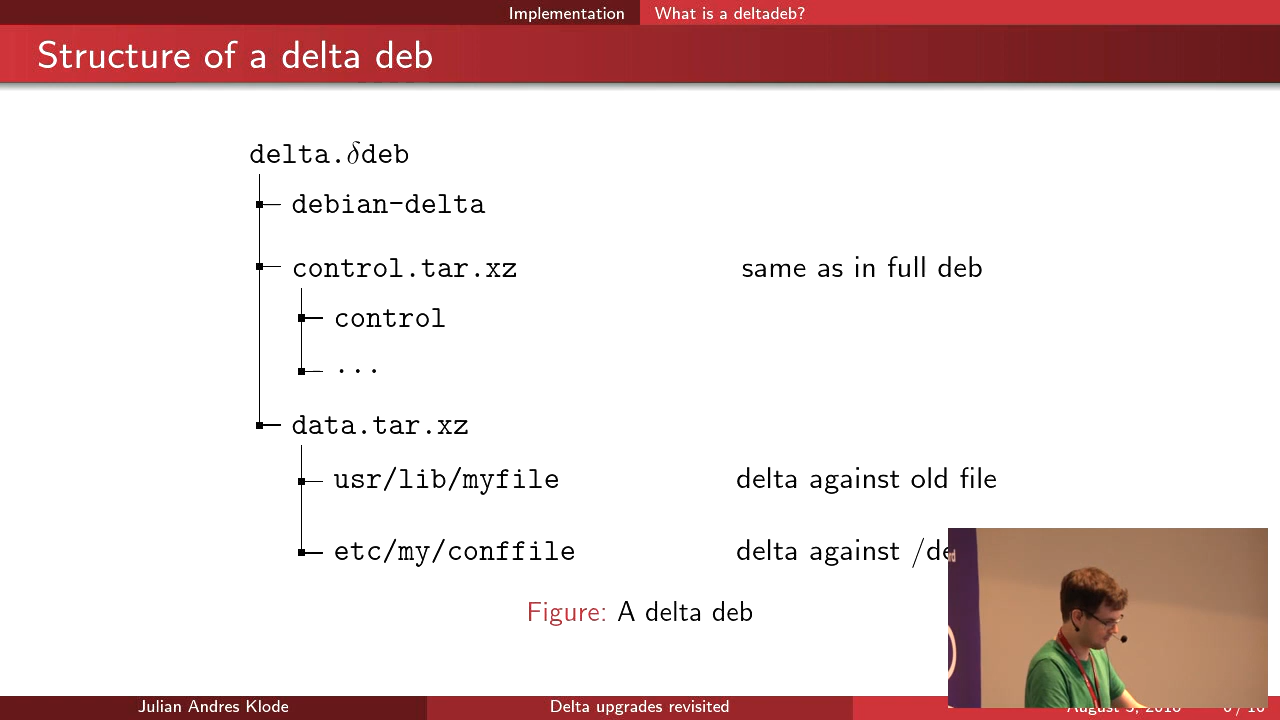 Implementation What is a deltadeb?
Structure of a delta deb
delta.δdeb
debian-delta
control.tar.xz same as in full deb
control
...
data.tar.xz
usr/lib/myfile delta against old file
etc/my/conffile delta against
Figure: A delta deb
Julian Andres Klode Delta upgrades revisited